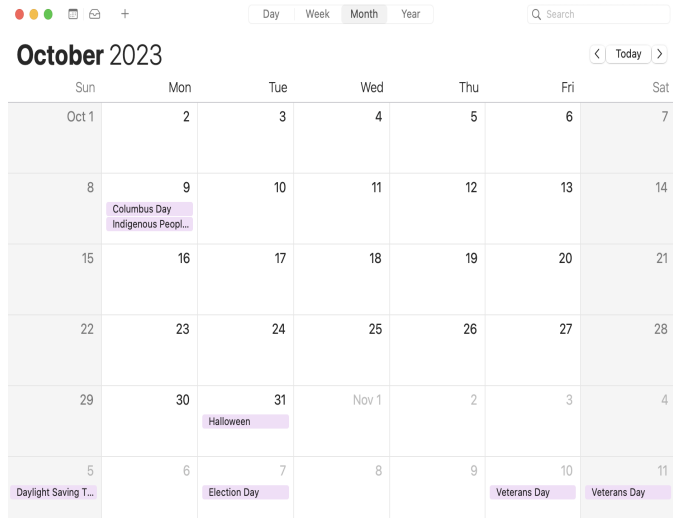 Day Week Month Year Search
October 2023
< Today >
Sun Mon Tue Wed Thu Fri Sat
Oct 1 2 3 4 5 6 7
8 9 10 11 12 13 14
Columbus Day
Indigenous Peopl...
15 16 17 18 19 20 21
22 23 24 25 26 27 28
29 30 31 Nov 1 2 3 4
Halloween
5 6 7 8 9 10 11
Daylight Saving T... Election Day Veterans Day Veterans Day